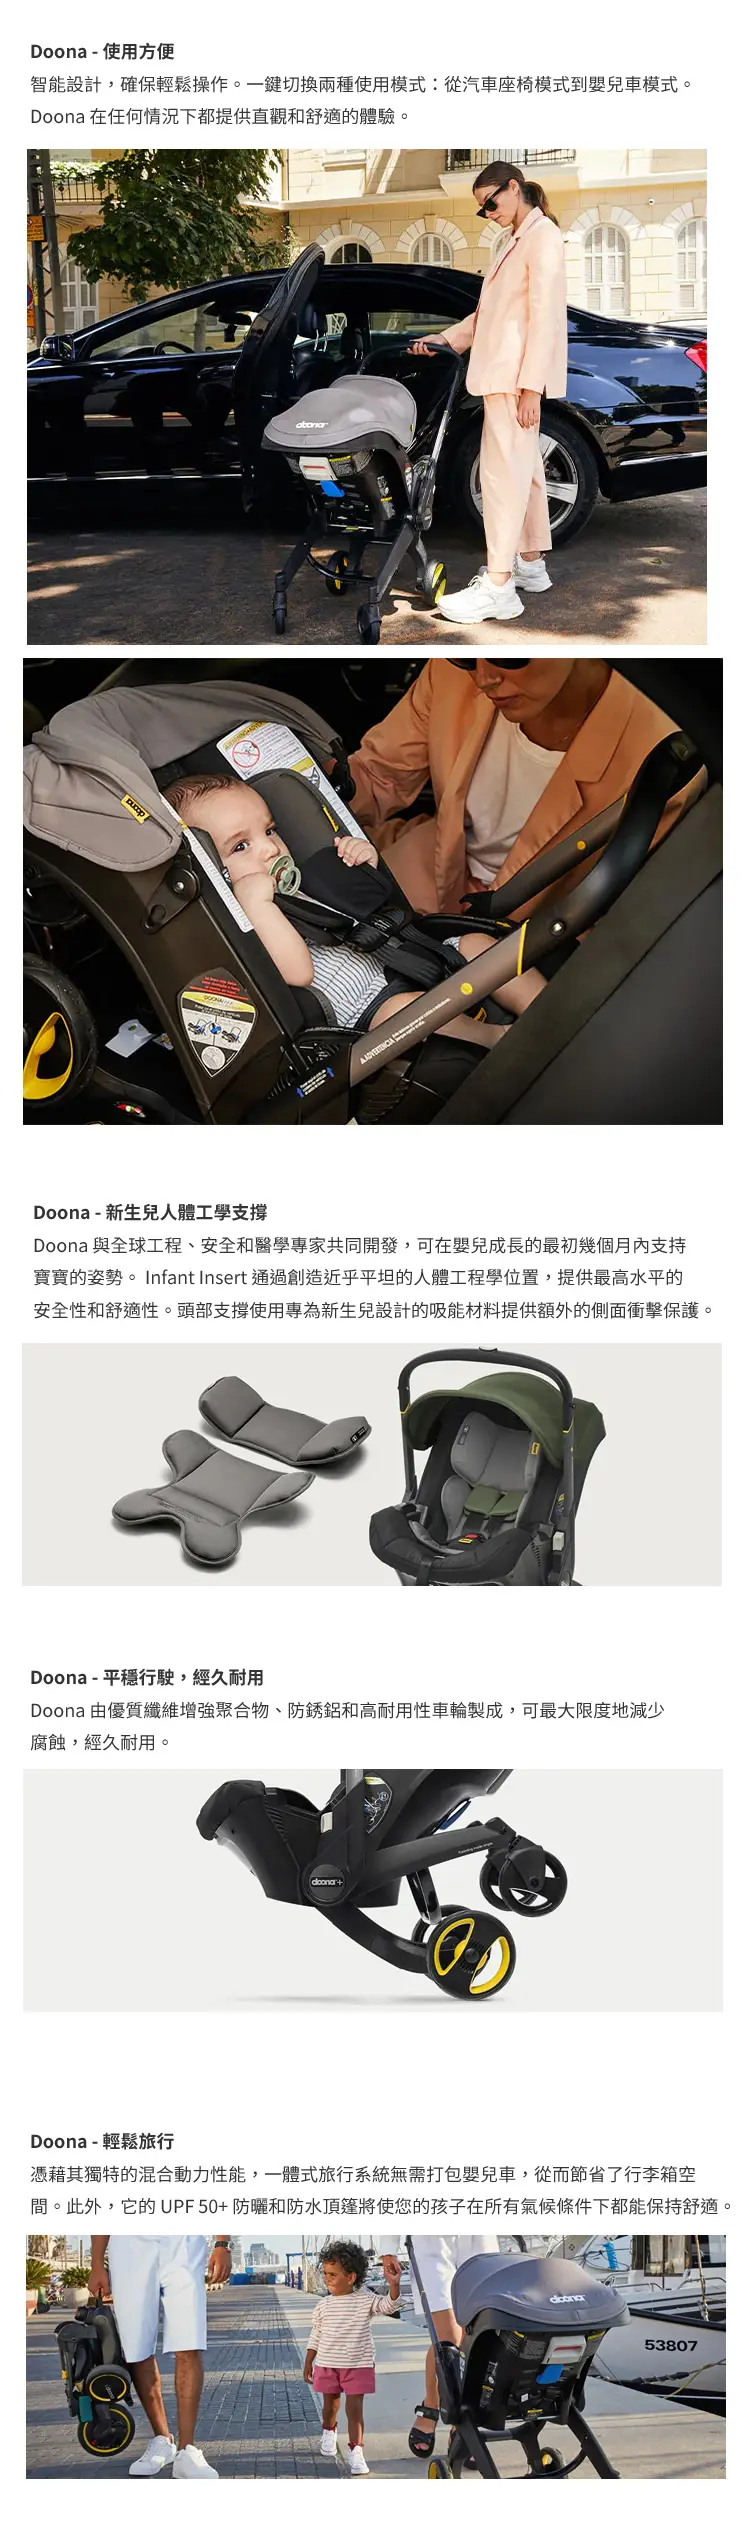 Doona - 使用方便
智能設計，確保輕鬆操作。一鍵切換兩種使用模式：從汽車座椅模式到嬰兒車模式。
Doona 在任何情況下都提供直觀和舒適的體驗。
doona
doona
DOONA
ADVERTENCIA
Doona - 新生兒人體工學支撐
Doona 與全球工程、安全和醫學專家共同開發，可在嬰兒成長的最初幾個月內支持
寶寶的姿勢。 Infant Insert 通過創造近乎平坦的人體工程學位置，提供最高水平的
安全性和舒適性。頭部支撐使用專為新生兒設計的吸能材料提供額外的側面衝擊保護。
Doona - 平穩行駛，經久耐用
Doona 由優質纖維增強聚合物、防銹鋁和高耐用性車輪製成，可最大限度地減少
腐蝕，經久耐用。
doona+
Doona - 輕鬆旅行
憑藉其獨特的混合動力性能，一體式旅行系統無需打包嬰兒車，從而節省了行李箱空
間。此外，它的 UPF 50+ 防曬和防水頂篷將使您的孩子在所有氣候條件下都能保持舒適。
doona
53807